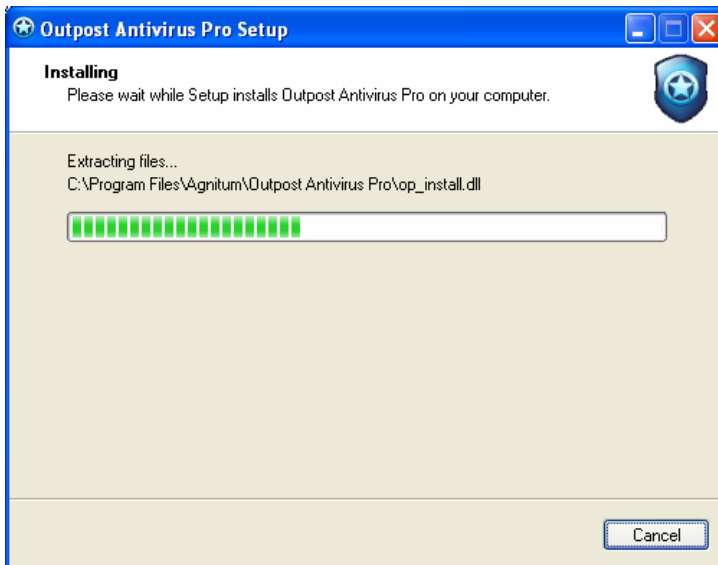 Outpost Antivirus Pro Setup
Installing
Please wait while Setup installs Outpost Antivirus Pro on your computer.
Extracting files...
C:\Program Files\Agnitum\Outpost Antivirus Pro\op_install.dll
Cancel